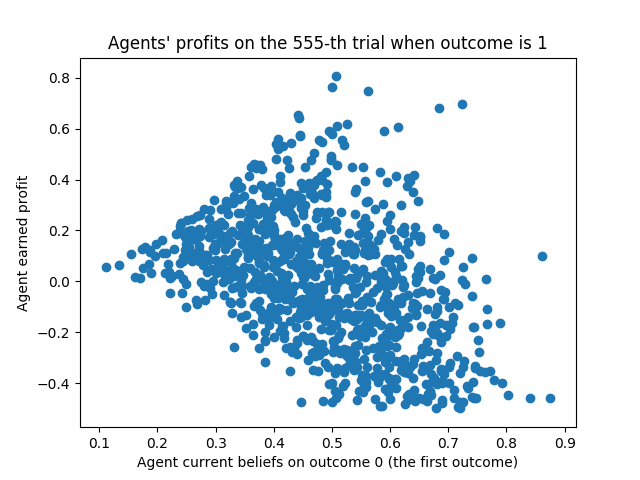 Agents' profits on the 555-th trial when outcome is 1
0.8
0.6
0.4
0.2
0.0
−0.2
−0.4
Agent earned profit
0.1 0.2 0.3 0.4 0.5 0.6 0.7 0.8 0.9
Agent current beliefs on outcome 0 (the first outcome)